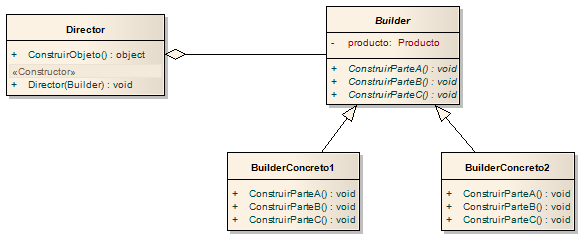 Director
+ ConstruirObjeto() : object
«Constructor»
+ Director(Builder) : void
Builder
- producto: Producto
+ ConstruirParteA() : void
+ ConstruirParteB() : void
+ ConstruirParteC() : void
BuilderConcreto1
+ ConstruirParteA() : void
+ ConstruirParteB() : void
+ ConstruirParteC() : void
BuilderConcreto2
+ ConstruirParteA() : void
+ ConstruirParteB() : void
+ ConstruirParteC() : void